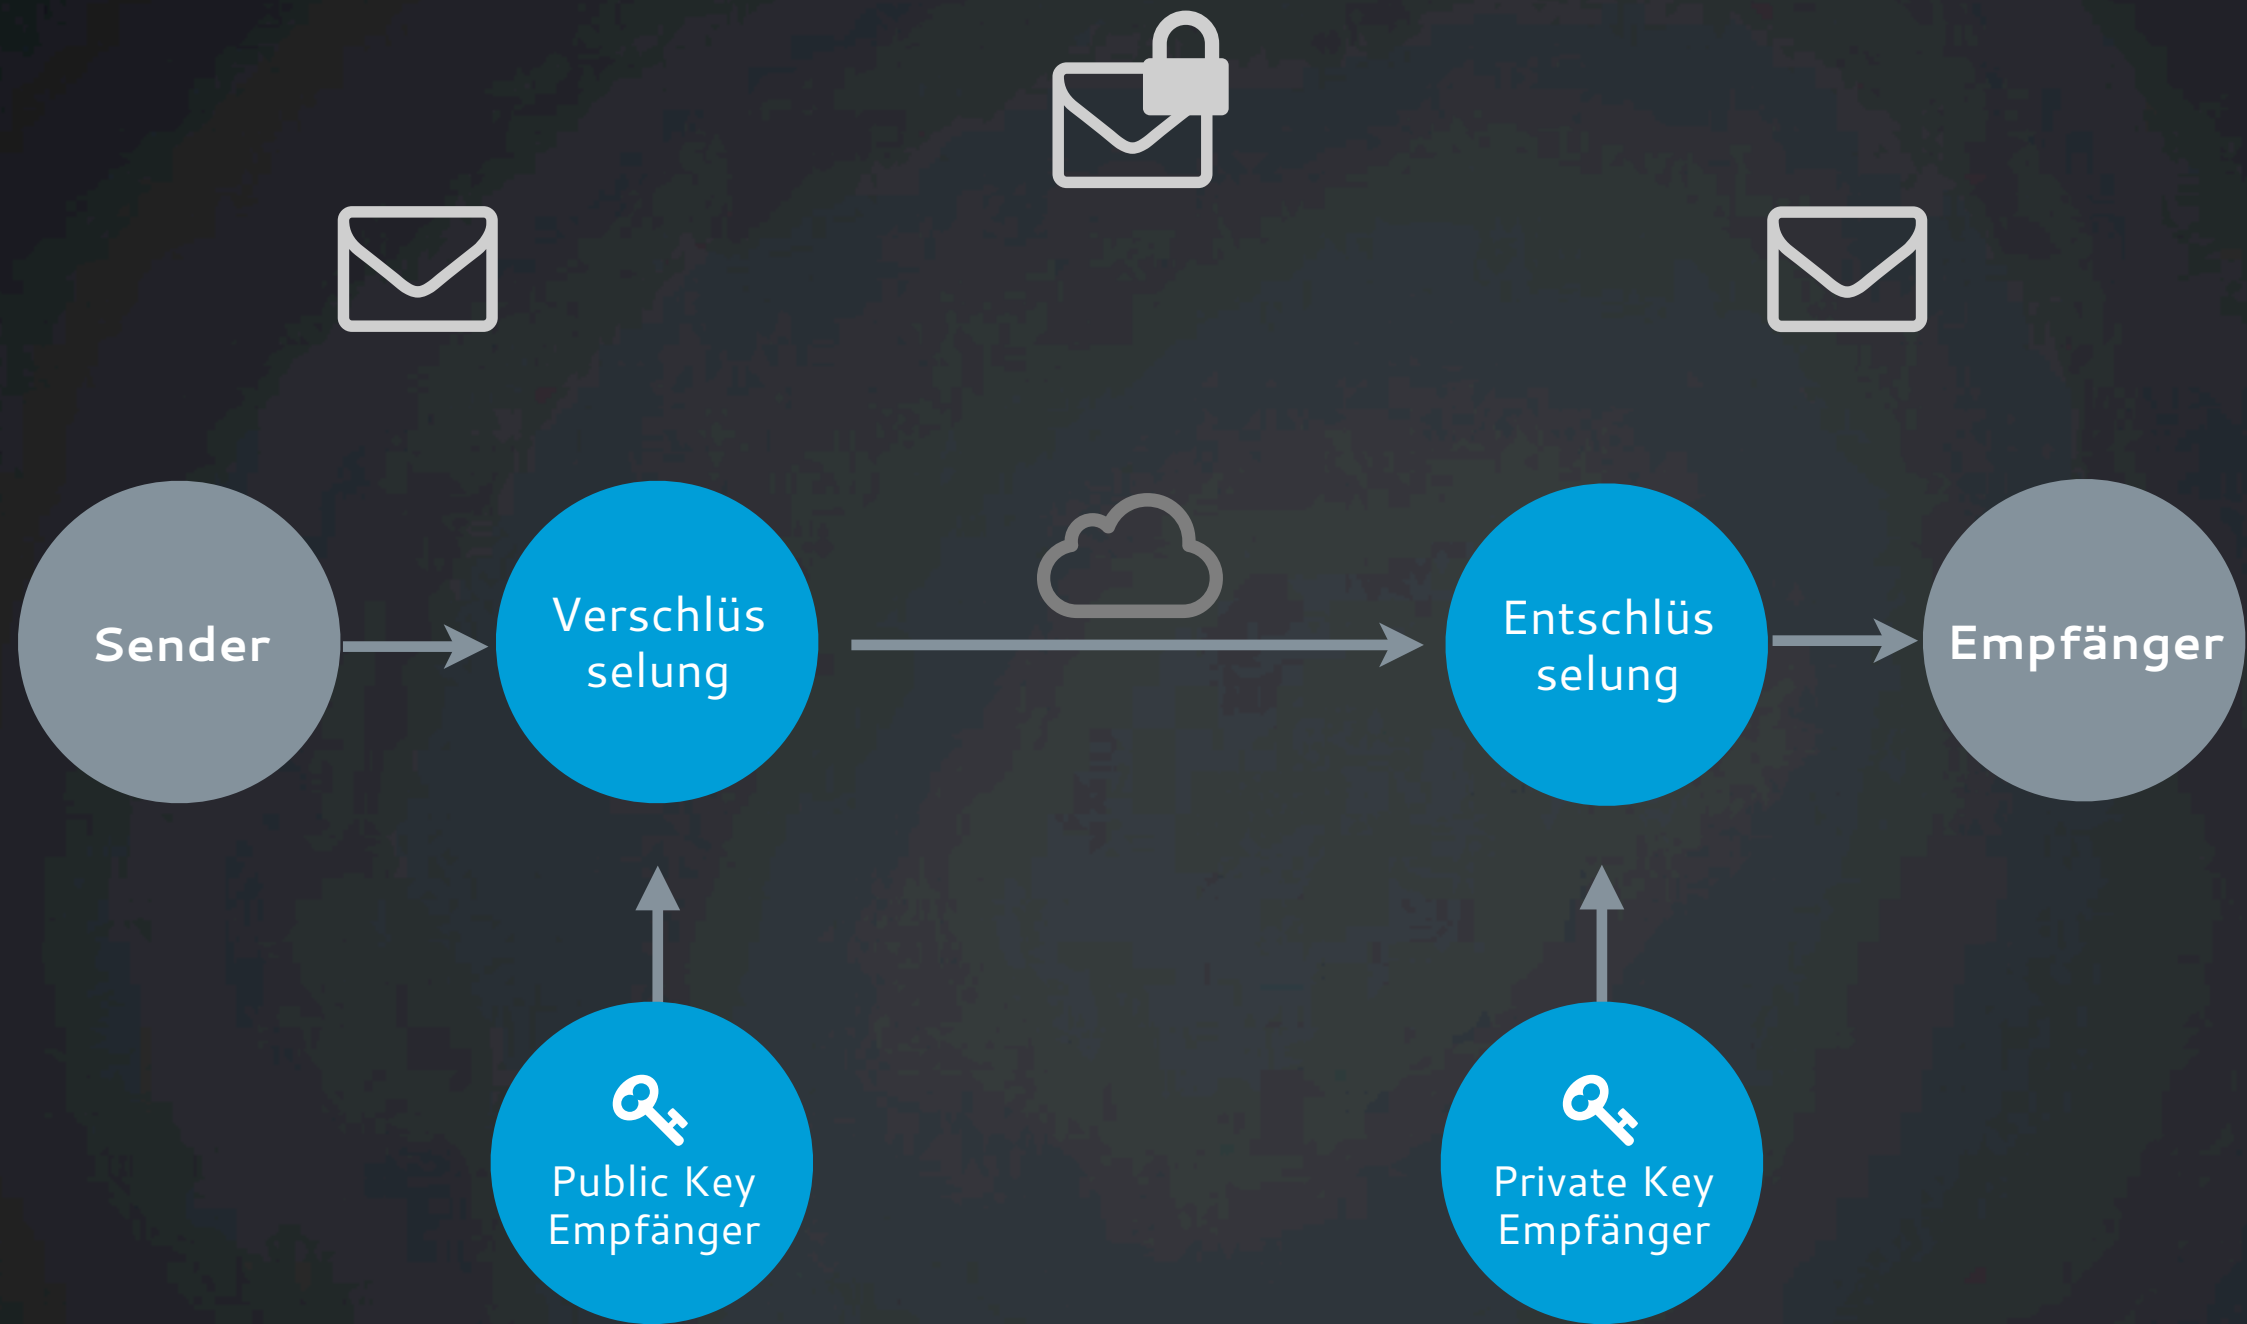 Sender
Verschlüs
selung
Entschlüs
selung
Empfänger
Public Key
Empfänger
Private Key
Empfänger